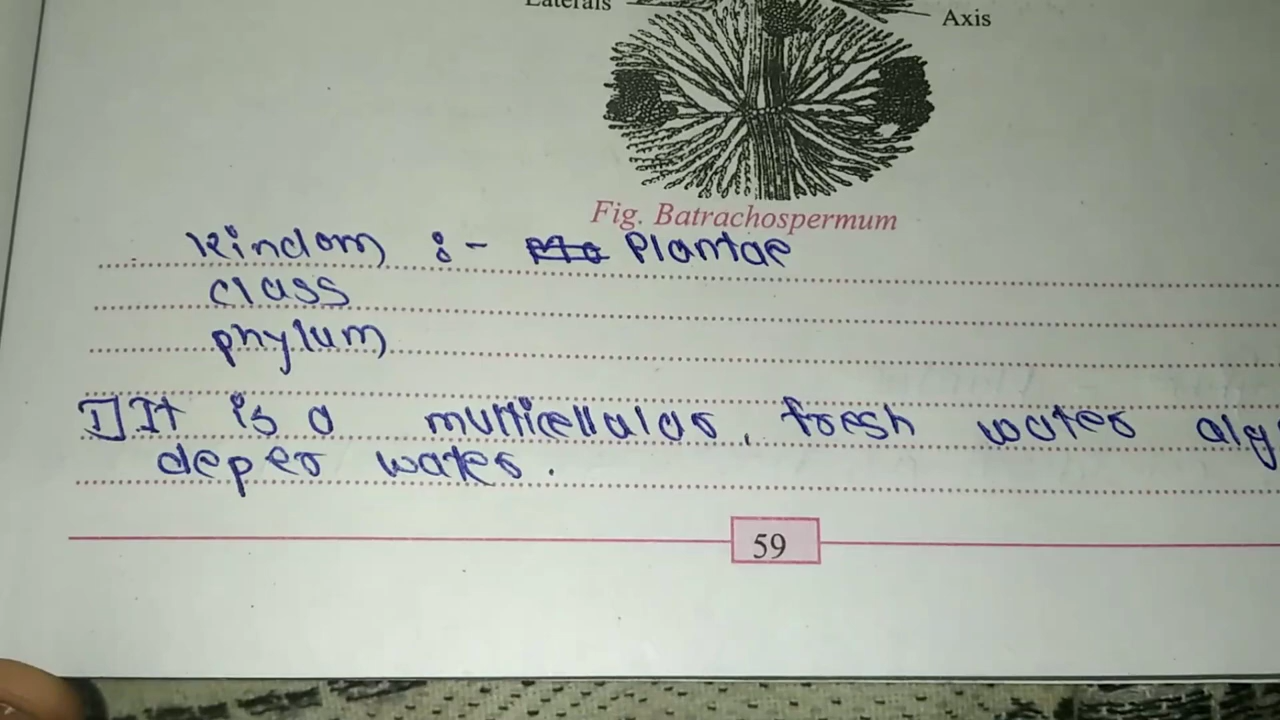 Laterals
Axis
Fig. Batrachospermum
Kindom :- Plantae
class
phylum
I] It is a multicellular, fresh water alg
deper water.
59